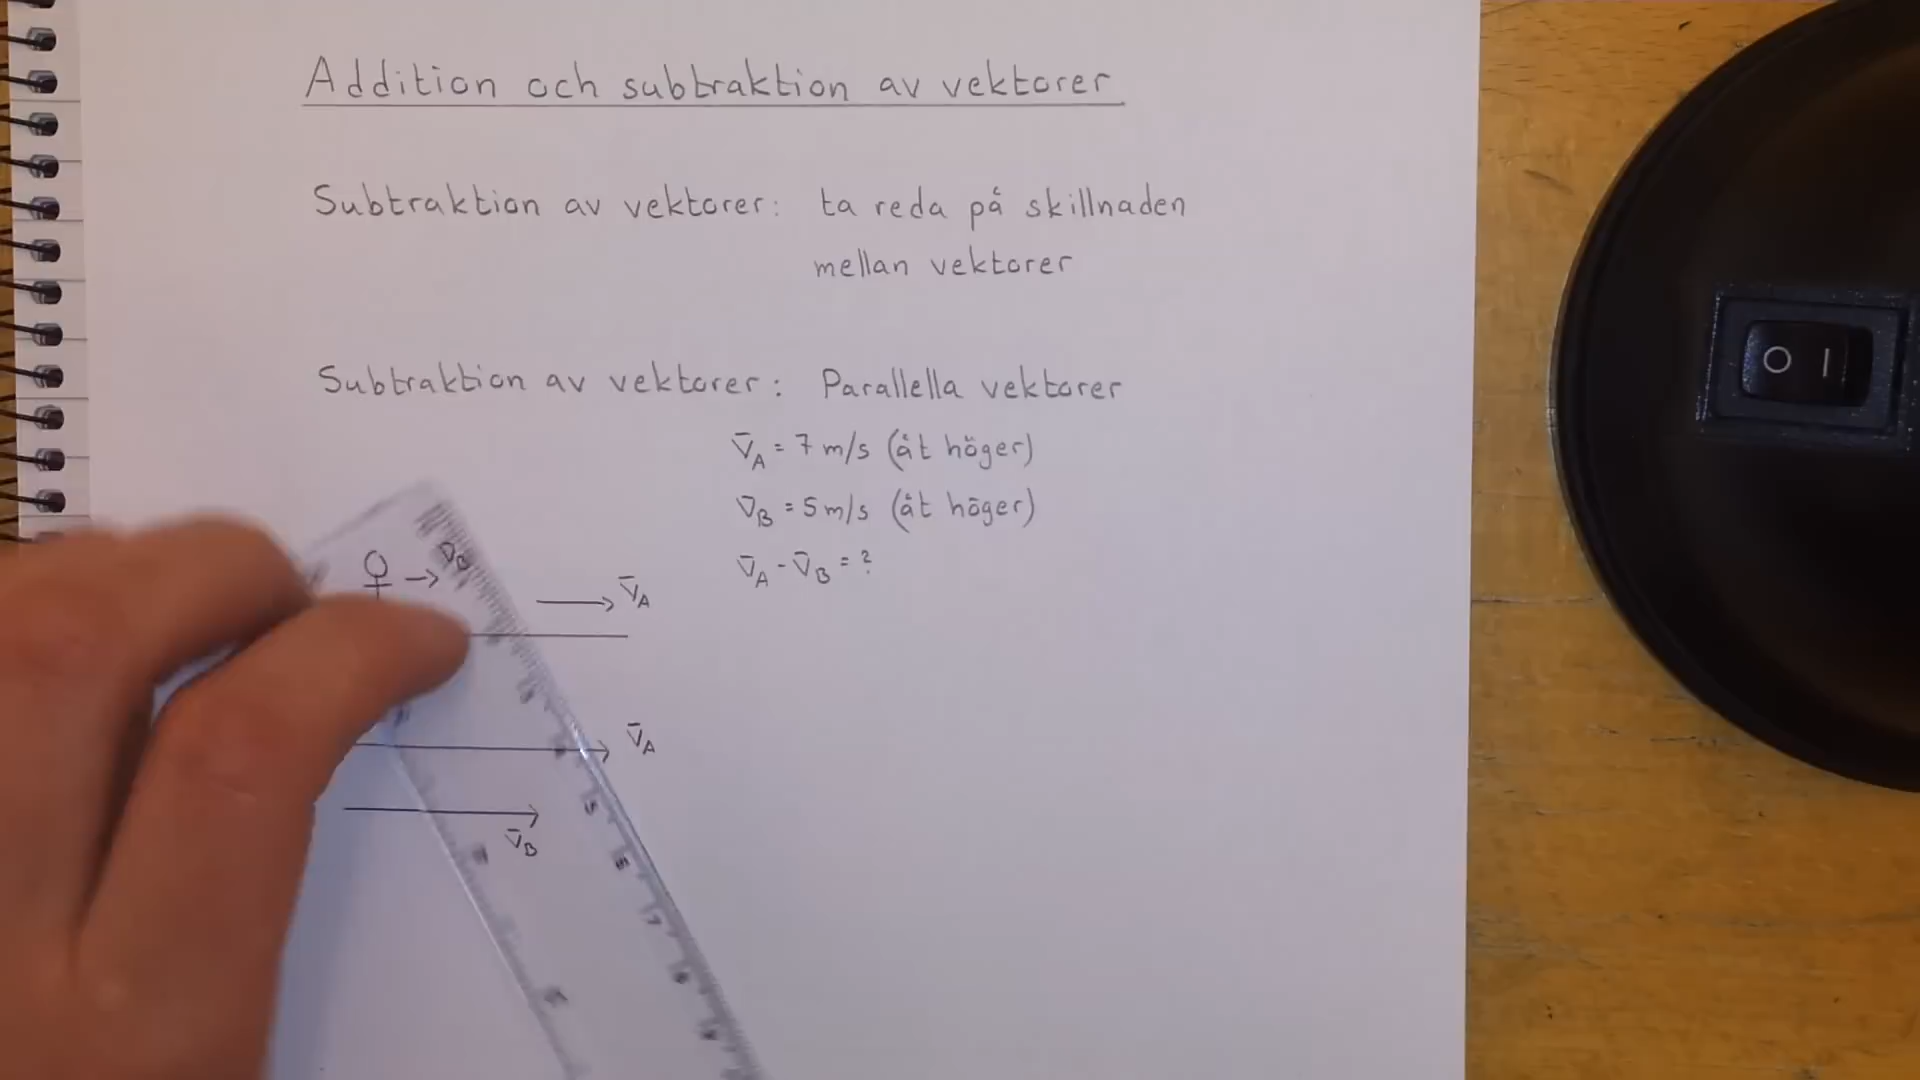 Addition och subtraktion av vektorer
Subtraktion av vektorer: ta reda på skillnaden
mellan vektorer
Subtraktion av vektorer: Parallella vektorer
v̄A = 7 m/s (åt höger)
v̄B = 5 m/s (åt höger)
v̄A - v̄B = ?
v̄B
v̄A
v̄A
v̄B
O I